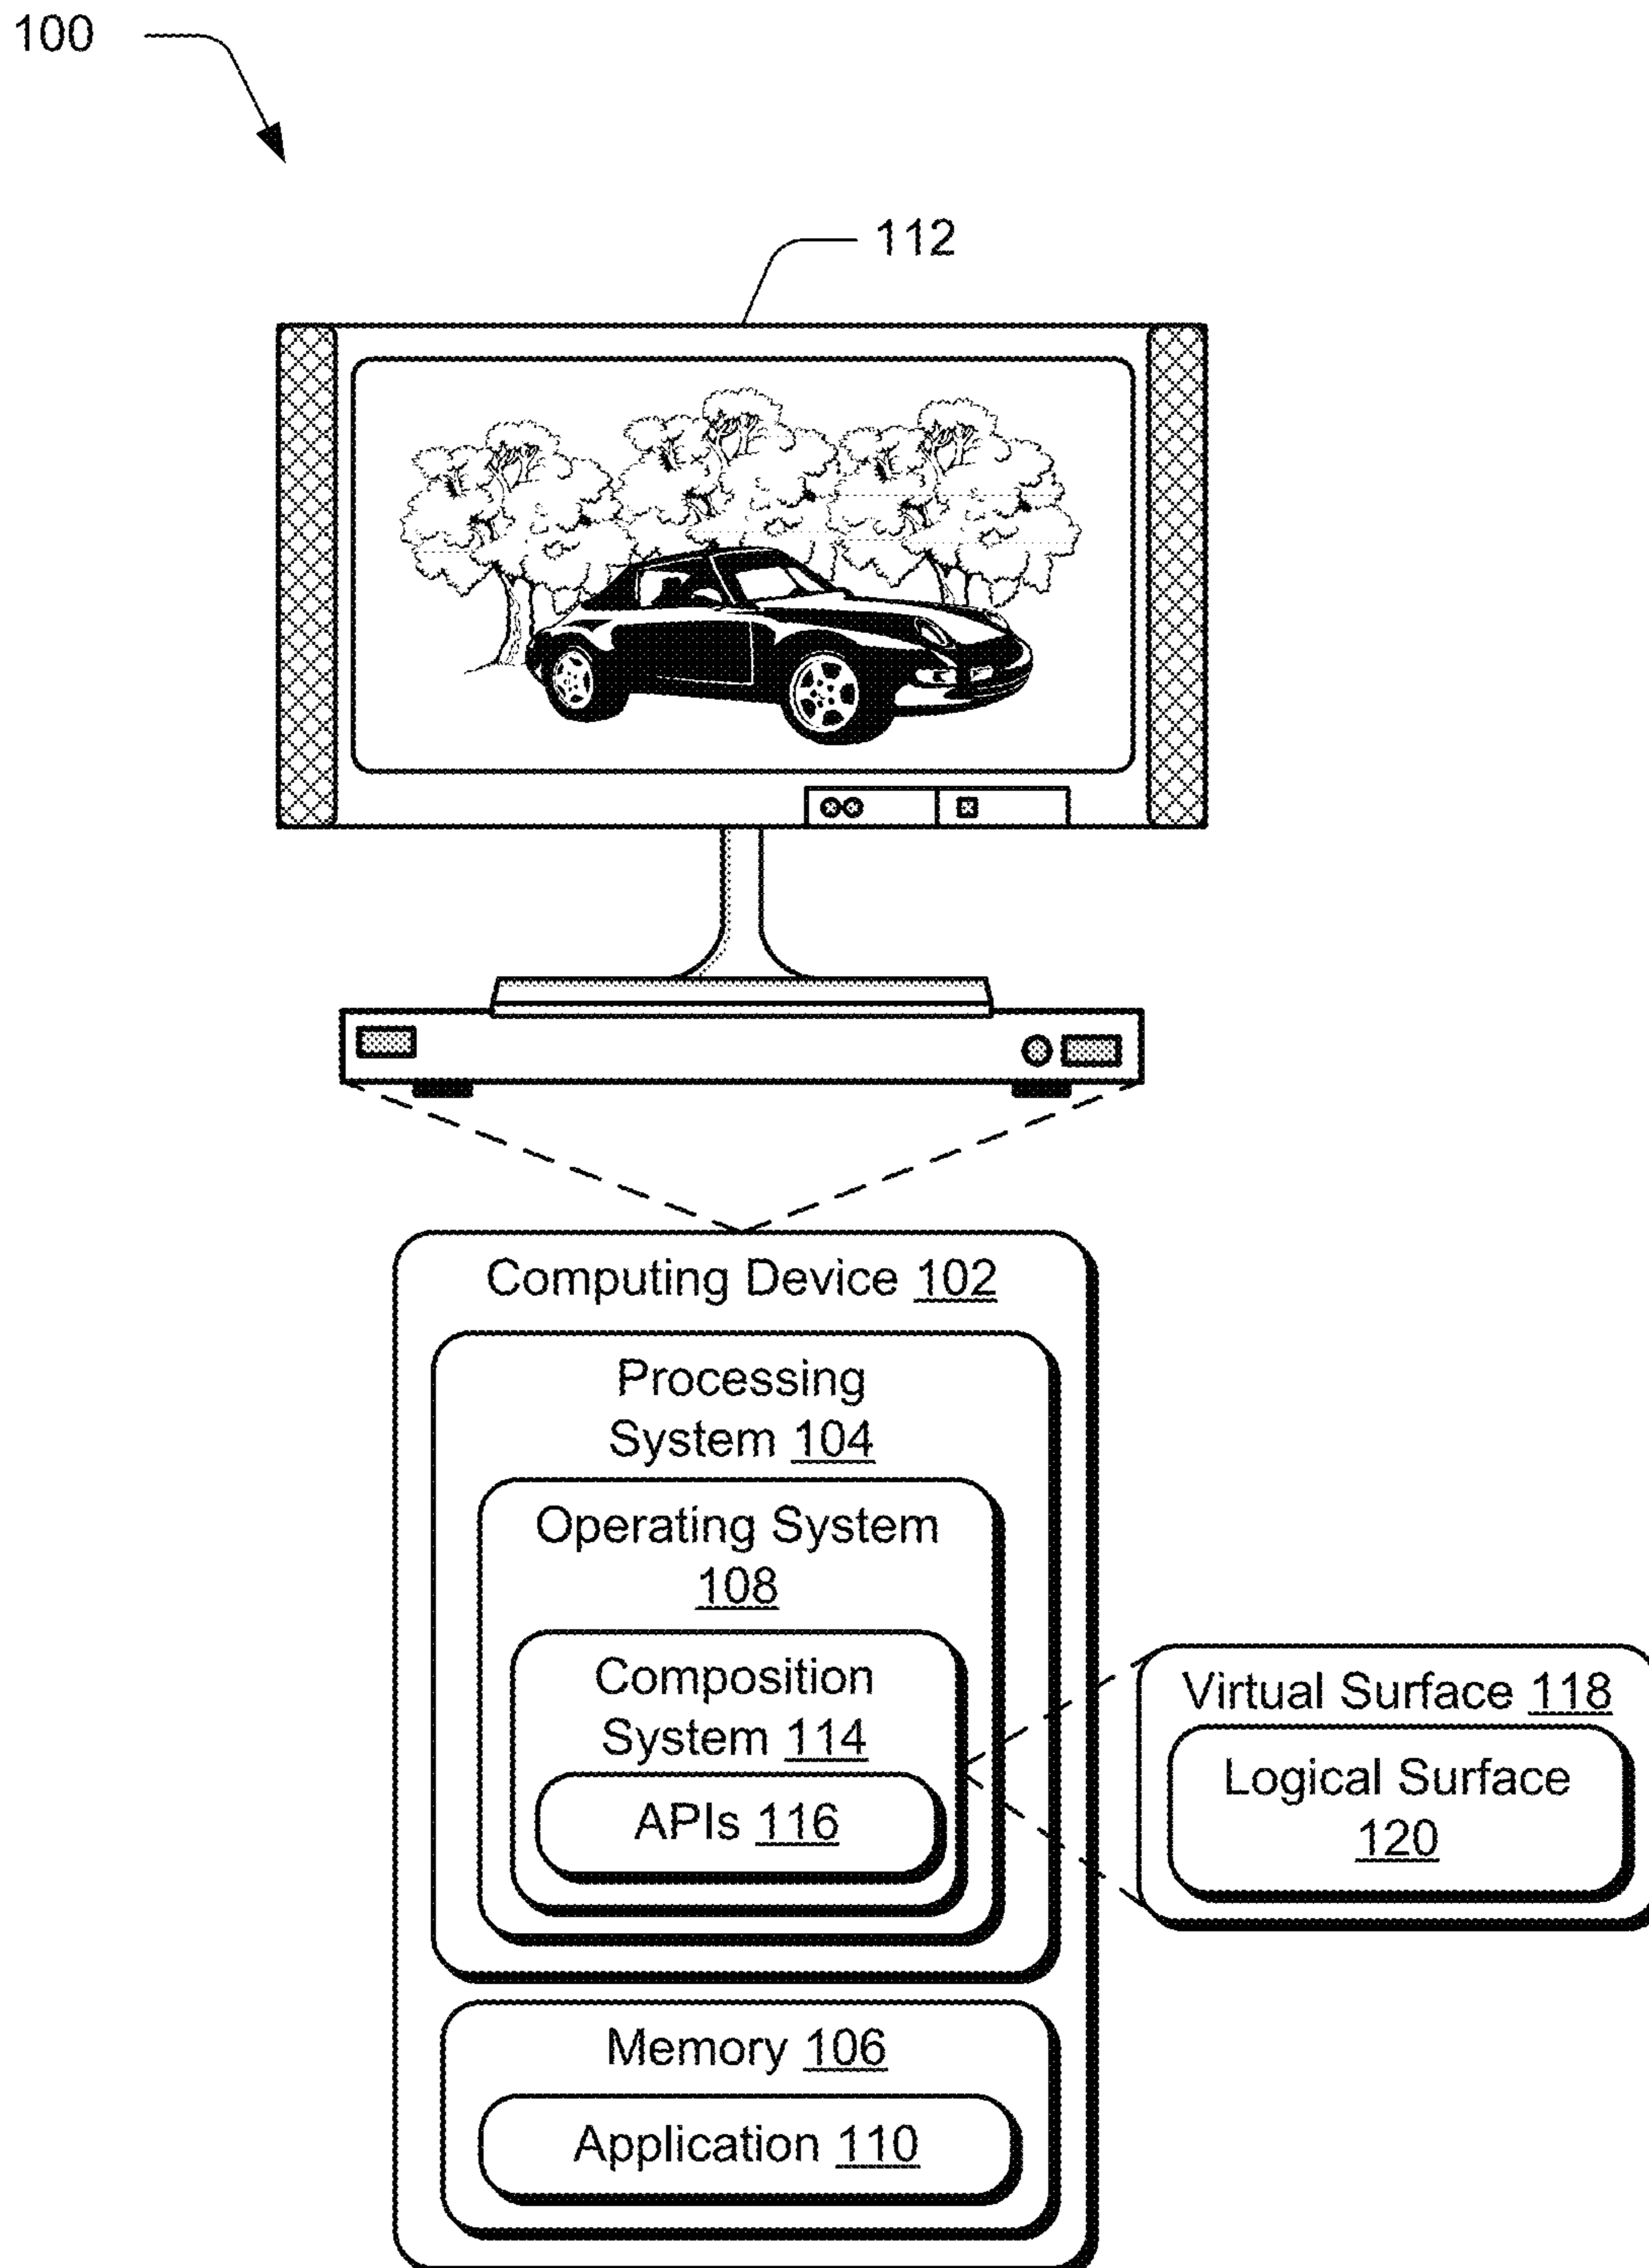 100
112
Computing Device 102
Processing
System 104
Operating System
108
Composition
System 114
APIs 116
Virtual Surface 118
Logical Surface
120
Memory 106
Application 110